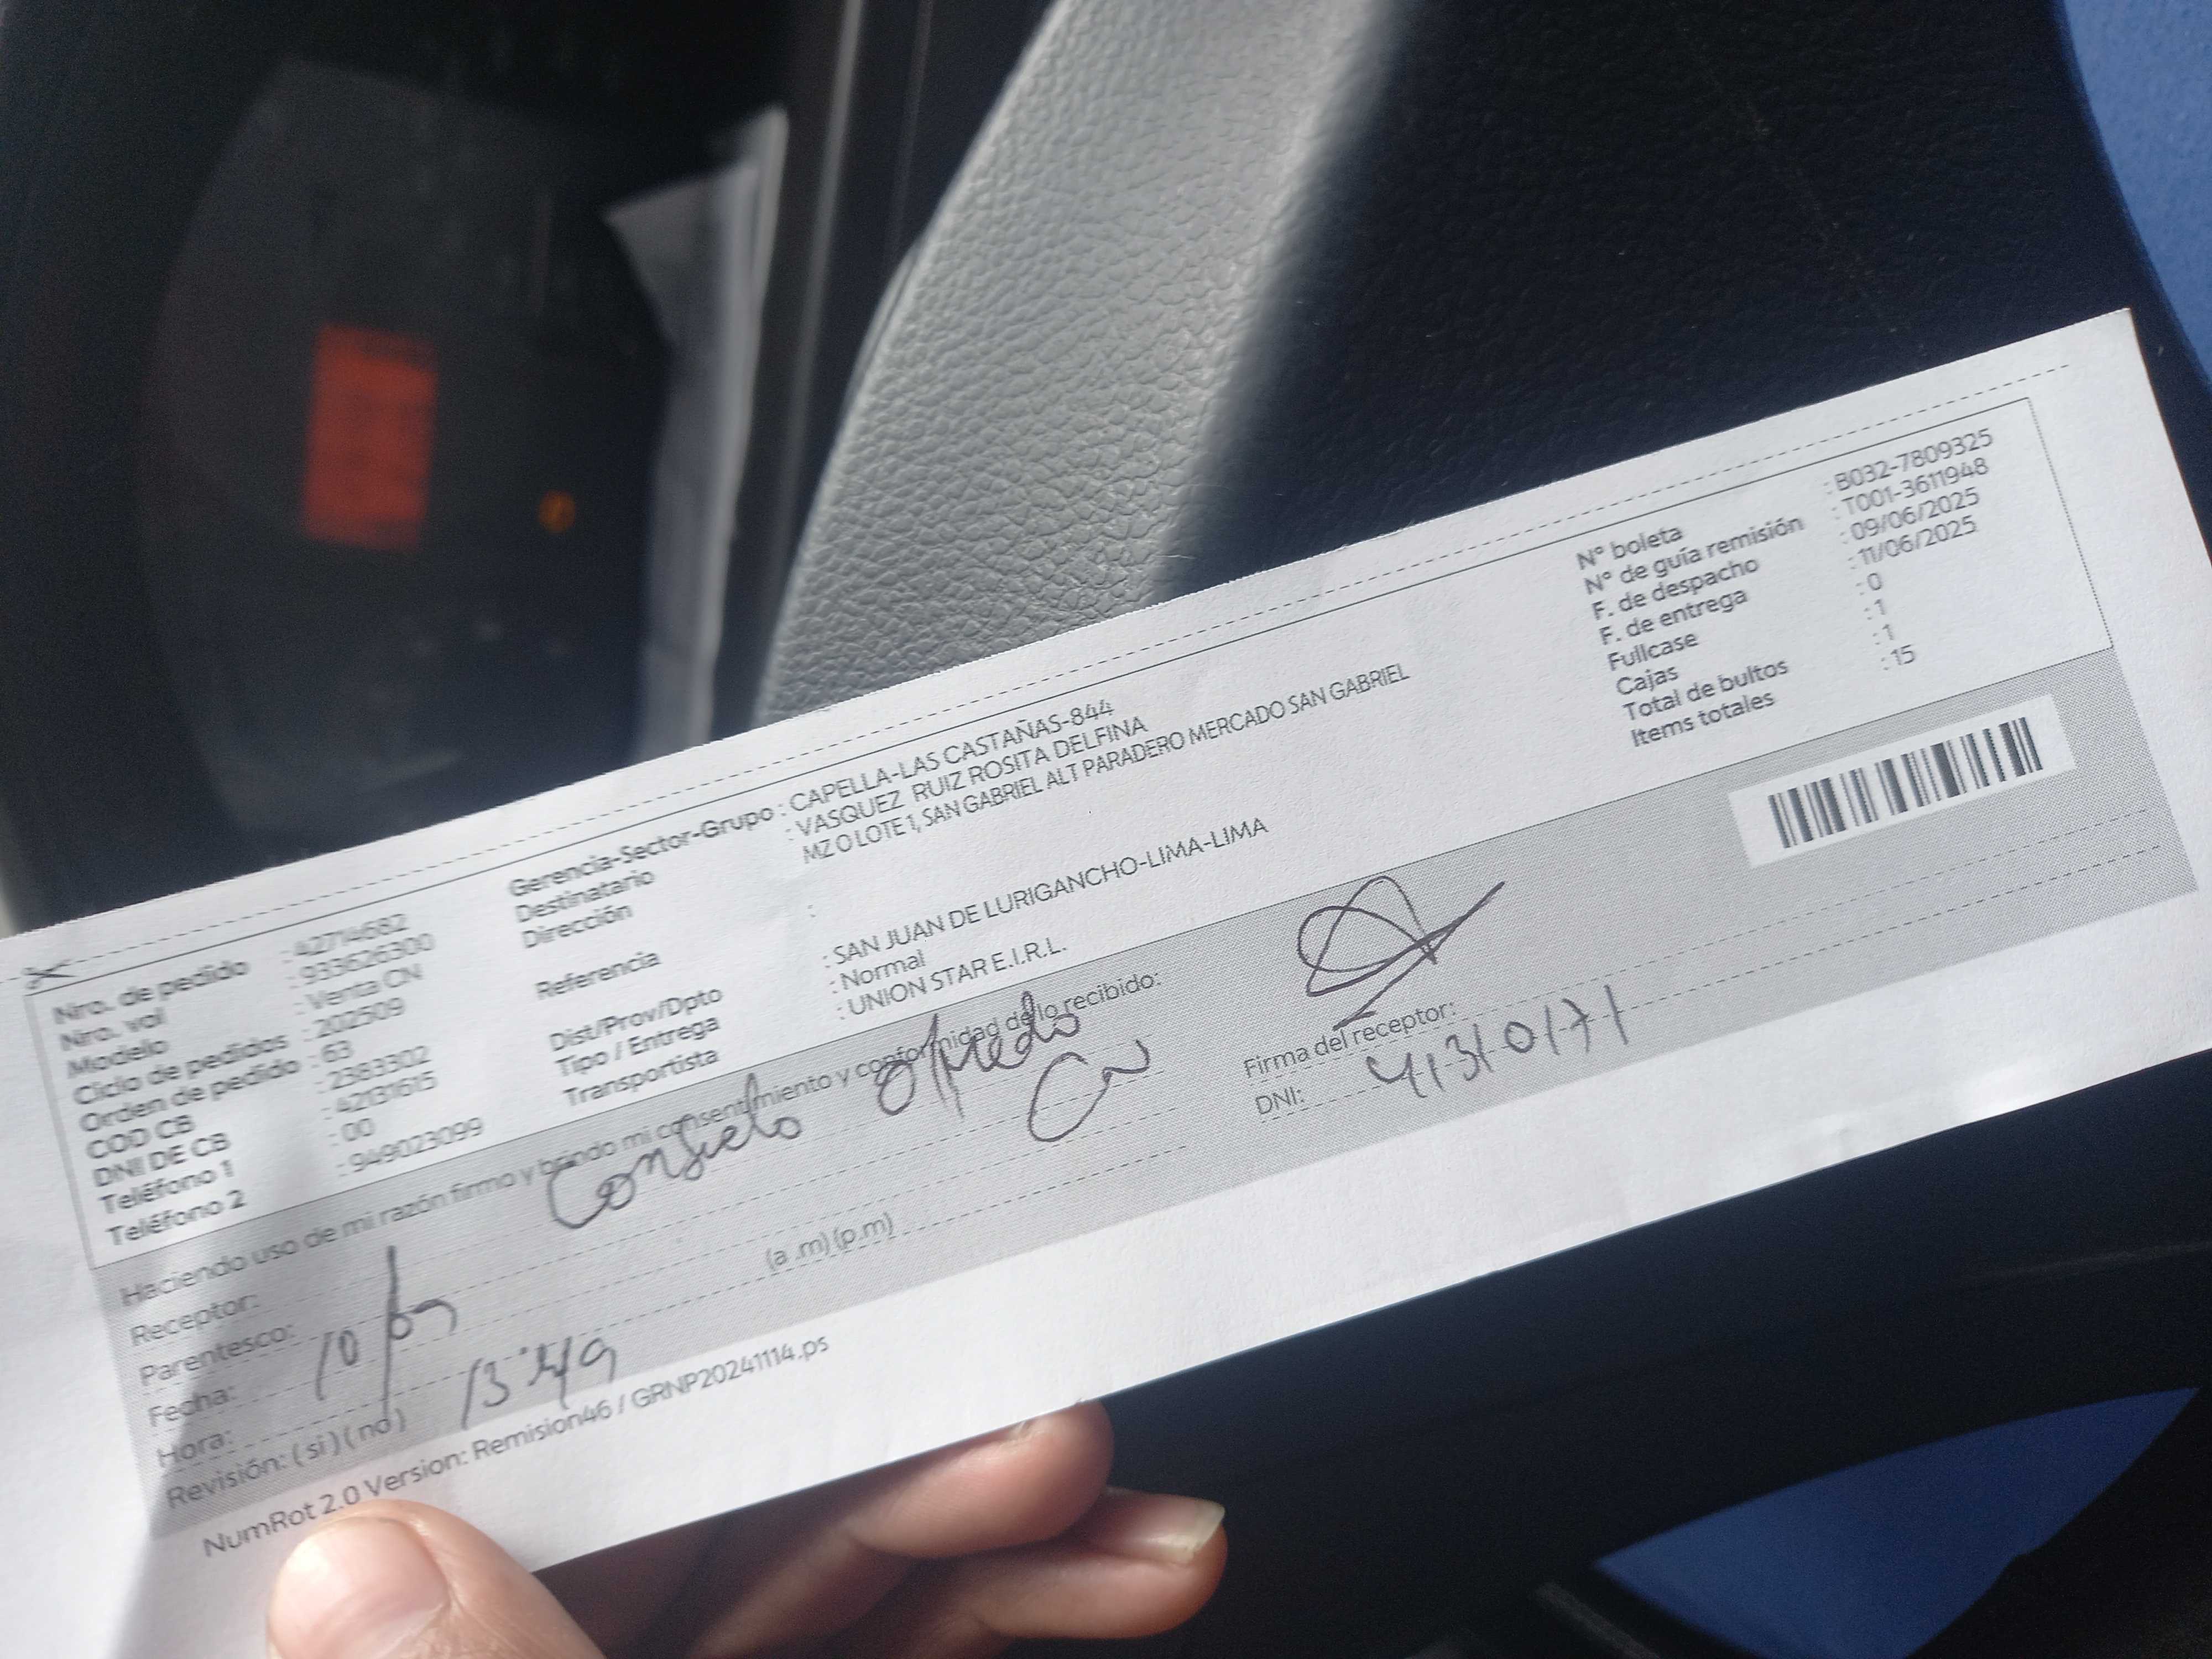 Nro. de pedido : 42714682
Nro. vol : 933626300
Modelo : Venta CN
Ciclo de pedidos : 202509
Orden de pedido : 63
COD CB : 2383302
DNI DE CB : 42131615
Teléfono 1 : 00
Teléfono 2 : 949023099
Gerencia-Sector-Grupo : CAPELLA-LAS CASTAÑAS-844
Destinatario : VASQUEZ RUIZ ROSITA DELFINA
Dirección MZ O LOTE 1, SAN GABRIEL ALT PARADERO MERCADO SAN GABRIEL
Referencia :
Dist/Prov/Dpto : SAN JUAN DE LURIGANCHO-LIMA-LIMA
Tipo / Entrega : Normal
Transportista : UNION STAR E.I.R.L.
N° boleta : B032-7809325
N° de guía remisión : T001-3611948
F. de despacho : 09/06/2025
F. de entrega : 11/06/2025
Fullcase : 0
Cajas : 1
Total de bultos : 1
Items totales : 15
Haciendo uso de mi razón firmo y brindo mi consentimiento y conformidad de lo recibido:
Receptor: Consuelo Olmedo
Parentesco:
Fecha: 10/
Hora: 13:49 (a .m) (p.m)
Revisión: ( si ) ( no )
Firma del receptor:
DNI: 41310171
NumRot 2.0 Version: Remision46 / GRNP20241114.ps